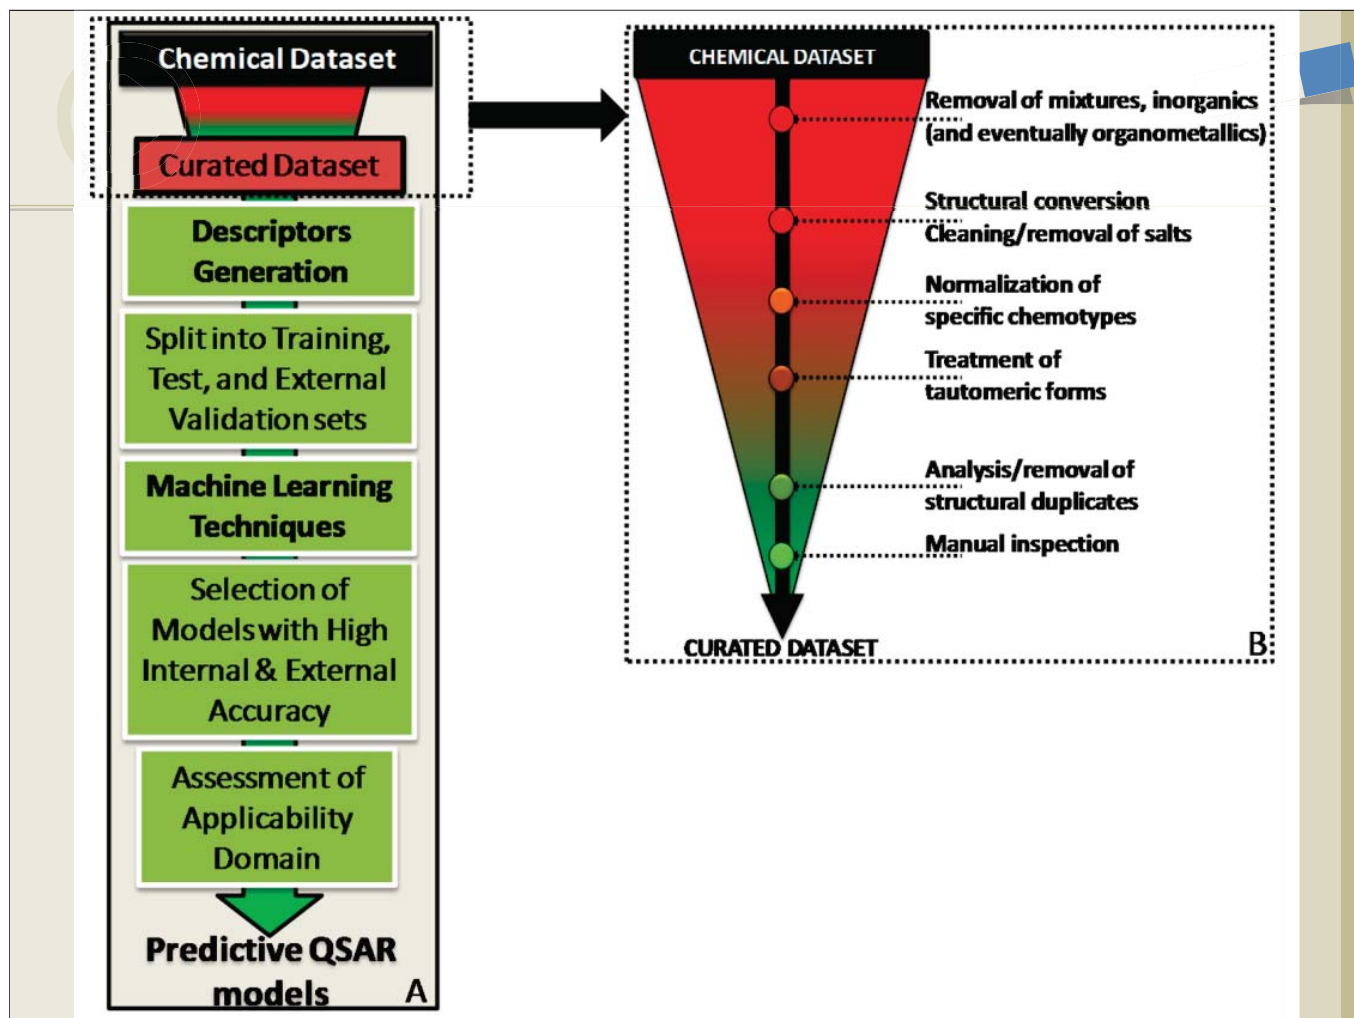 Chemical Dataset
Curated Dataset
Descriptors
Generation
Split into Training,
Test, and External
Validation sets
Machine Learning
Techniques
Selection of
Models with High
Internal & External
Accuracy
Assessment of
Applicability
Domain
Predictive QSAR
models
A
CHEMICAL DATASET
Removal of mixtures, inorganics
(and eventually organometallics)
Structural conversion
Cleaning/removal of salts
Normalization of
specific chemotypes
Treatment of
tautomeric forms
Analysis/removal of
structural duplicates
Manual inspection
CURATED DATASET
B